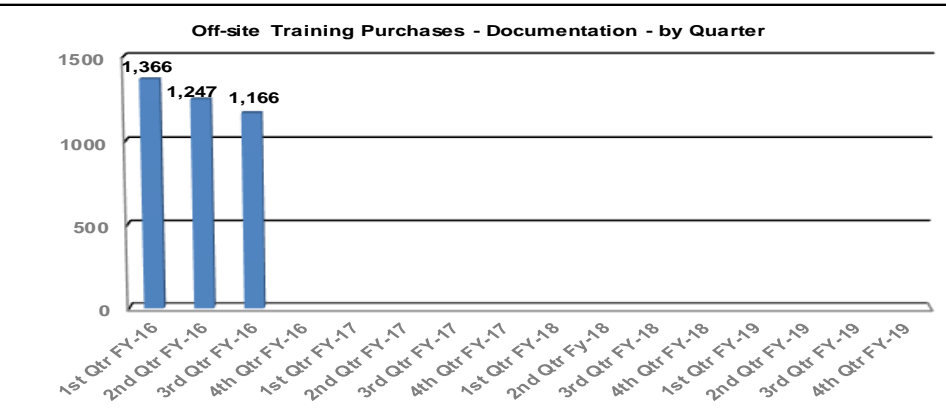 Off-site Training Purchases - Documentation - by Quarter
1500
1,366
1,247
1,166
1000
500
0
1st Qtr FY-16
2nd Qtr FY-16
3rd Qtr FY-16
4th Qtr FY-16
1st Qtr FY-17
2nd Qtr FY-17
3rd Qtr FY-17
4th Qtr FY-17
1st Qtr FY-18
2nd Qtr Fy-18
3rd Qtr FY-18
4th Qtr FY-18
1st Qtr FY-19
2nd Qtr FY-19
3rd Qtr FY-19
4th Qtr FY-19